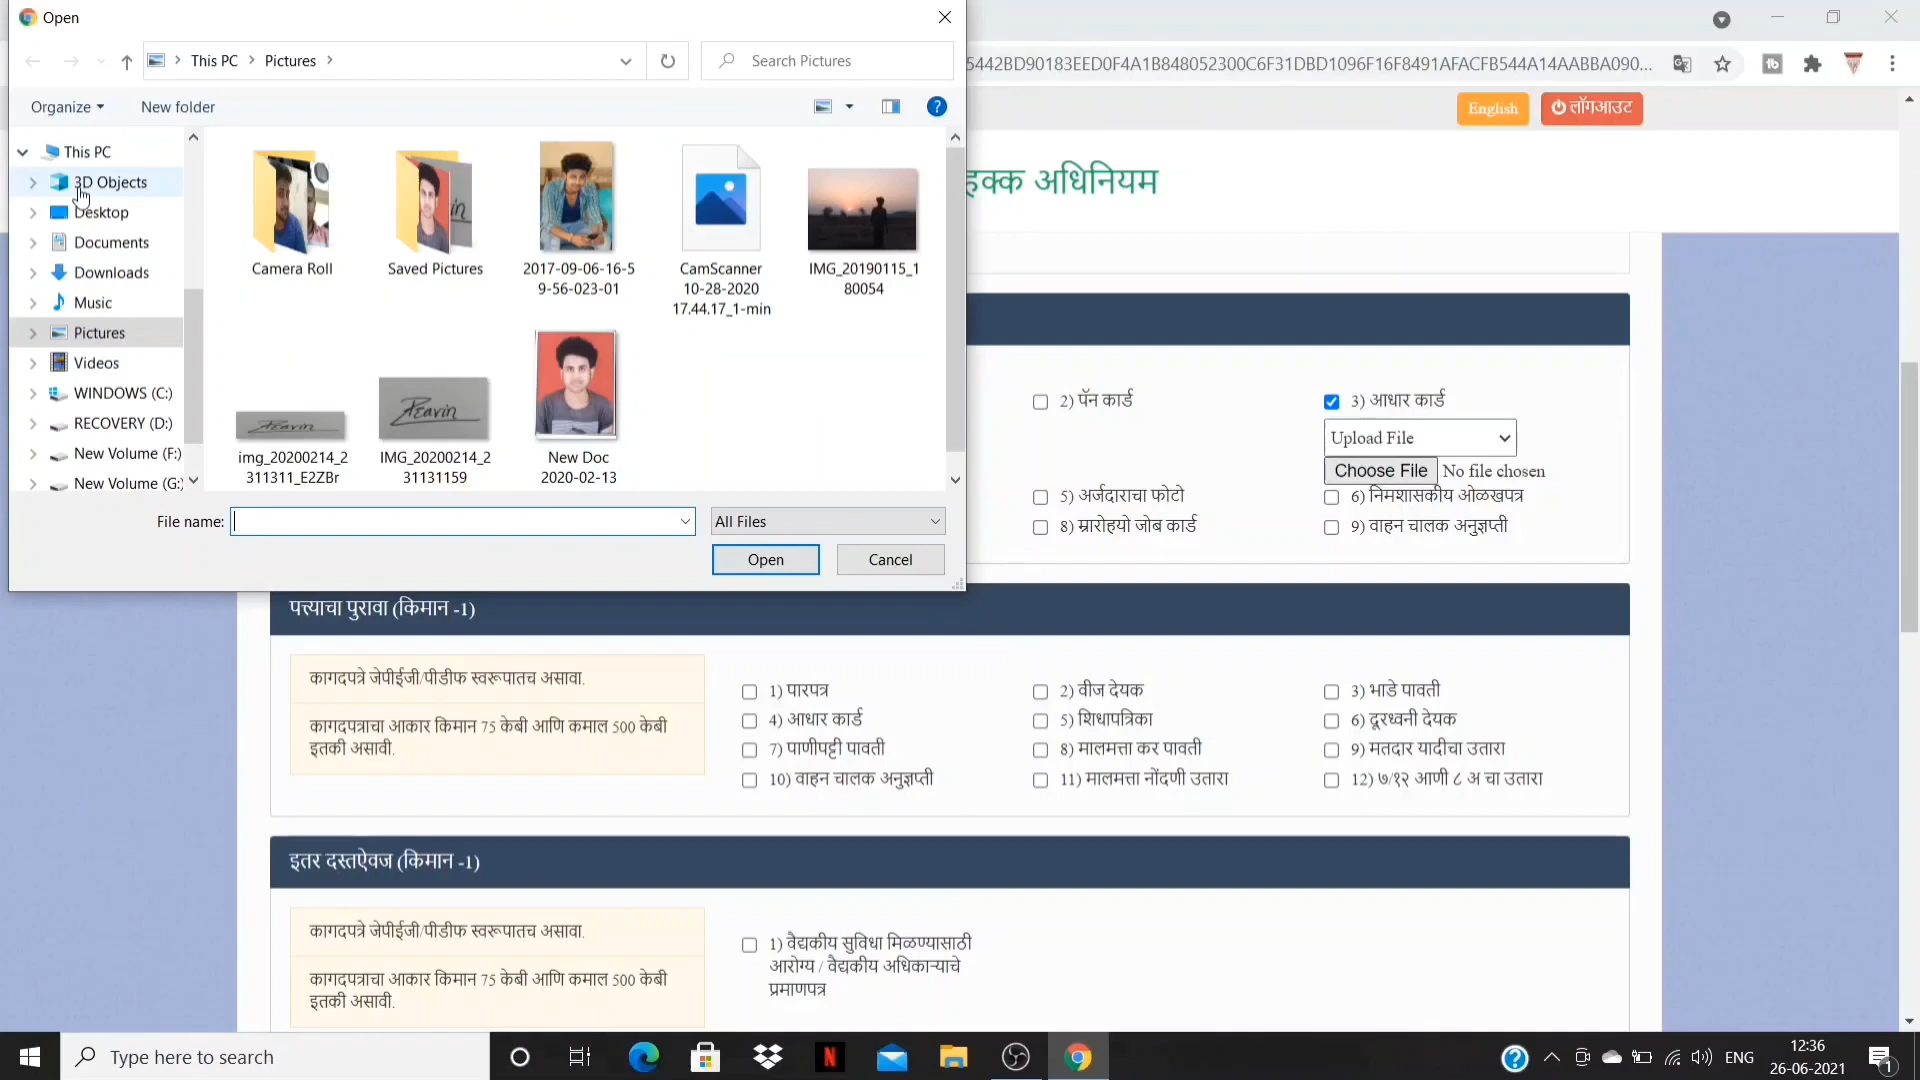 Open
This PC > Pictures >
Search Pictures
5442BD90183EED0F4A1B848052300C6F31DBD1096F16F8491AFACFB544A14AABBA090...
Organize
New folder
English
लॉगआउट
हक्क अधिनियम
This PC
3D Objects
Desktop
Documents
Downloads
Music
Pictures
Videos
WINDOWS (C:)
RECOVERY (D:)
New Volume (F:)
New Volume (G:)
Camera Roll
Saved Pictures
2017-09-06-16-5
9-56-023-01
CamScanner
10-28-2020
17.44.17_1-min
IMG_20190115_1
80054
img_20200214_2
311311_E2ZBr
IMG_20200214_2
31131159
New Doc
2020-02-13
File name:
All Files
Open
Cancel
2) पॅन कार्ड
3) आधार कार्ड
Upload File
Choose File No file chosen
5) अर्जदाराचा फोटो
6) निमशासकीय ओळखपत्र
8) म्रारोहयो जोब कार्ड
9) वाहन चालक अनुज्ञप्ती
पत्त्याचा पुरावा (किमान -1)
कागदपत्रे जेपीईजी/पीडीफ स्वरूपातच असावा.
कागदपत्राचा आकार किमान 75 केबी आणि कमाल 500 केबी
इतकी असावी.
1) पारपत्र
2) वीज देयक
3) भाडे पावती
4) आधार कार्ड
5) शिधापत्रिका
6) दूरध्वनी देयक
7) पाणीपट्टी पावती
8) मालमत्ता कर पावती
9) मतदार यादीचा उतारा
10) वाहन चालक अनुज्ञप्ती
11) मालमत्ता नोंदणी उतारा
12) ७/१२ आणी ८ अ चा उतारा
इतर दस्तऐवज (किमान -1)
कागदपत्रे जेपीईजी/पीडीफ स्वरूपातच असावा.
कागदपत्राचा आकार किमान 75 केबी आणि कमाल 500 केबी
इतकी असावी.
1) वैद्यकीय सुविधा मिळण्यासाठी
आरोग्य / वैद्यकीय अधिकाऱ्याचे
प्रमाणपत्र
Type here to search
ENG
12:36
26-06-2021
1